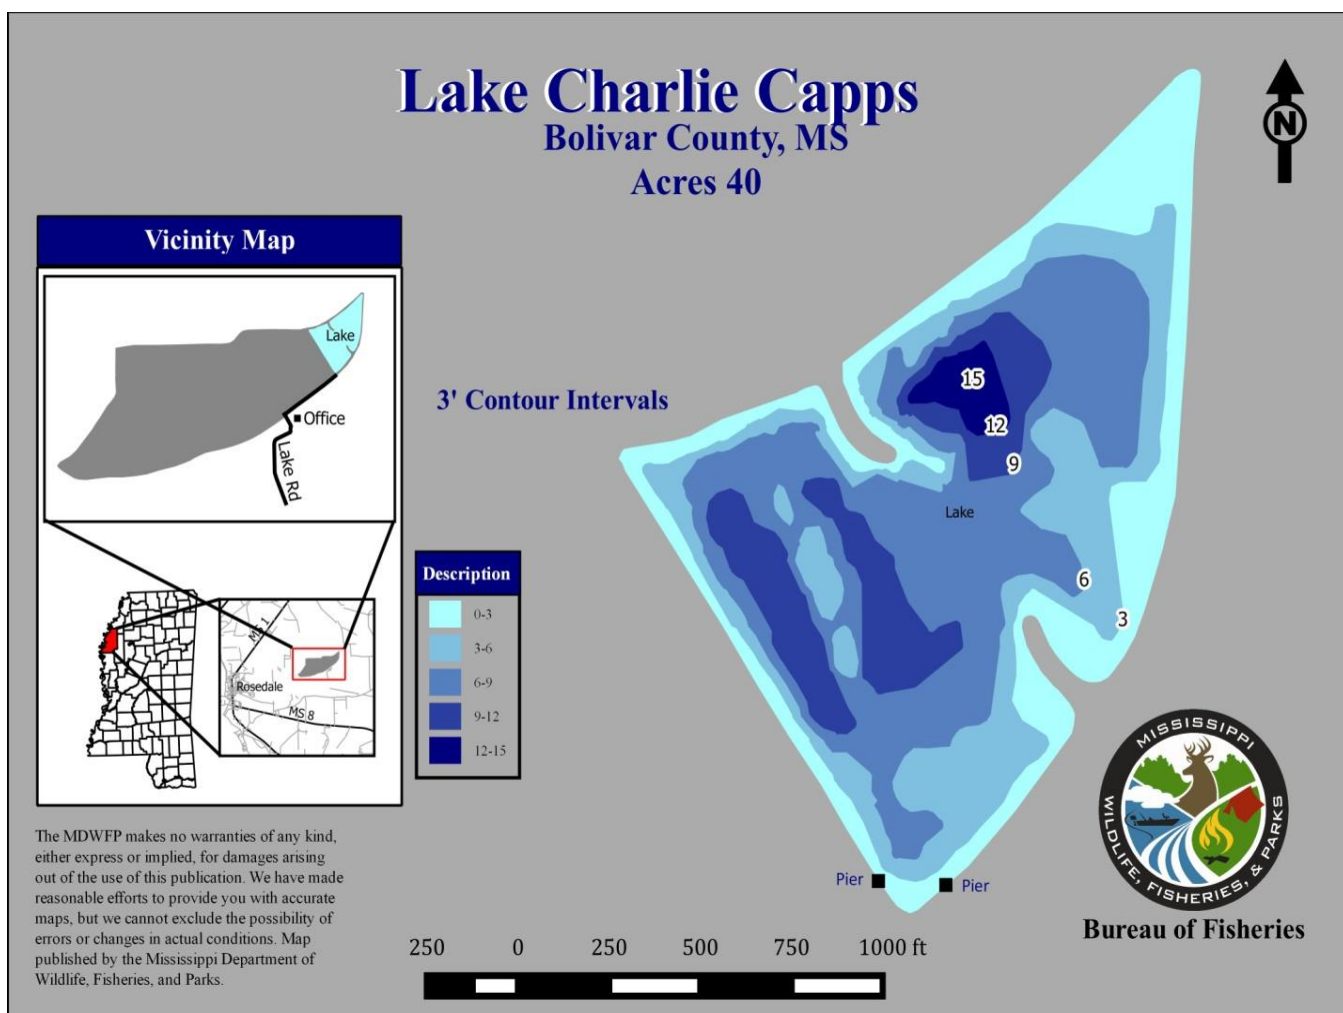 Lake Charlie Capps
Bolivar County, MS
Acres 40
N
Vicinity Map
Lake
Office
Lake Rd
MS 1
Rosedale
MS 8
3' Contour Intervals
Description
0-3
3-6
6-9
9-12
12-15
15
12
9
Lake
6
3
Pier
Pier
The MDWFP makes no warranties of any kind,
either express or implied, for damages arising
out of the use of this publication. We have made
reasonable efforts to provide you with accurate
maps, but we cannot exclude the possibility of
errors or changes in actual conditions. Map
published by the Mississippi Department of
Wildlife, Fisheries, and Parks.
250 0 250 500 750 1000 ft
MISSISSIPPI
WILDLIFE, FISHERIES, & PARKS
Bureau of Fisheries